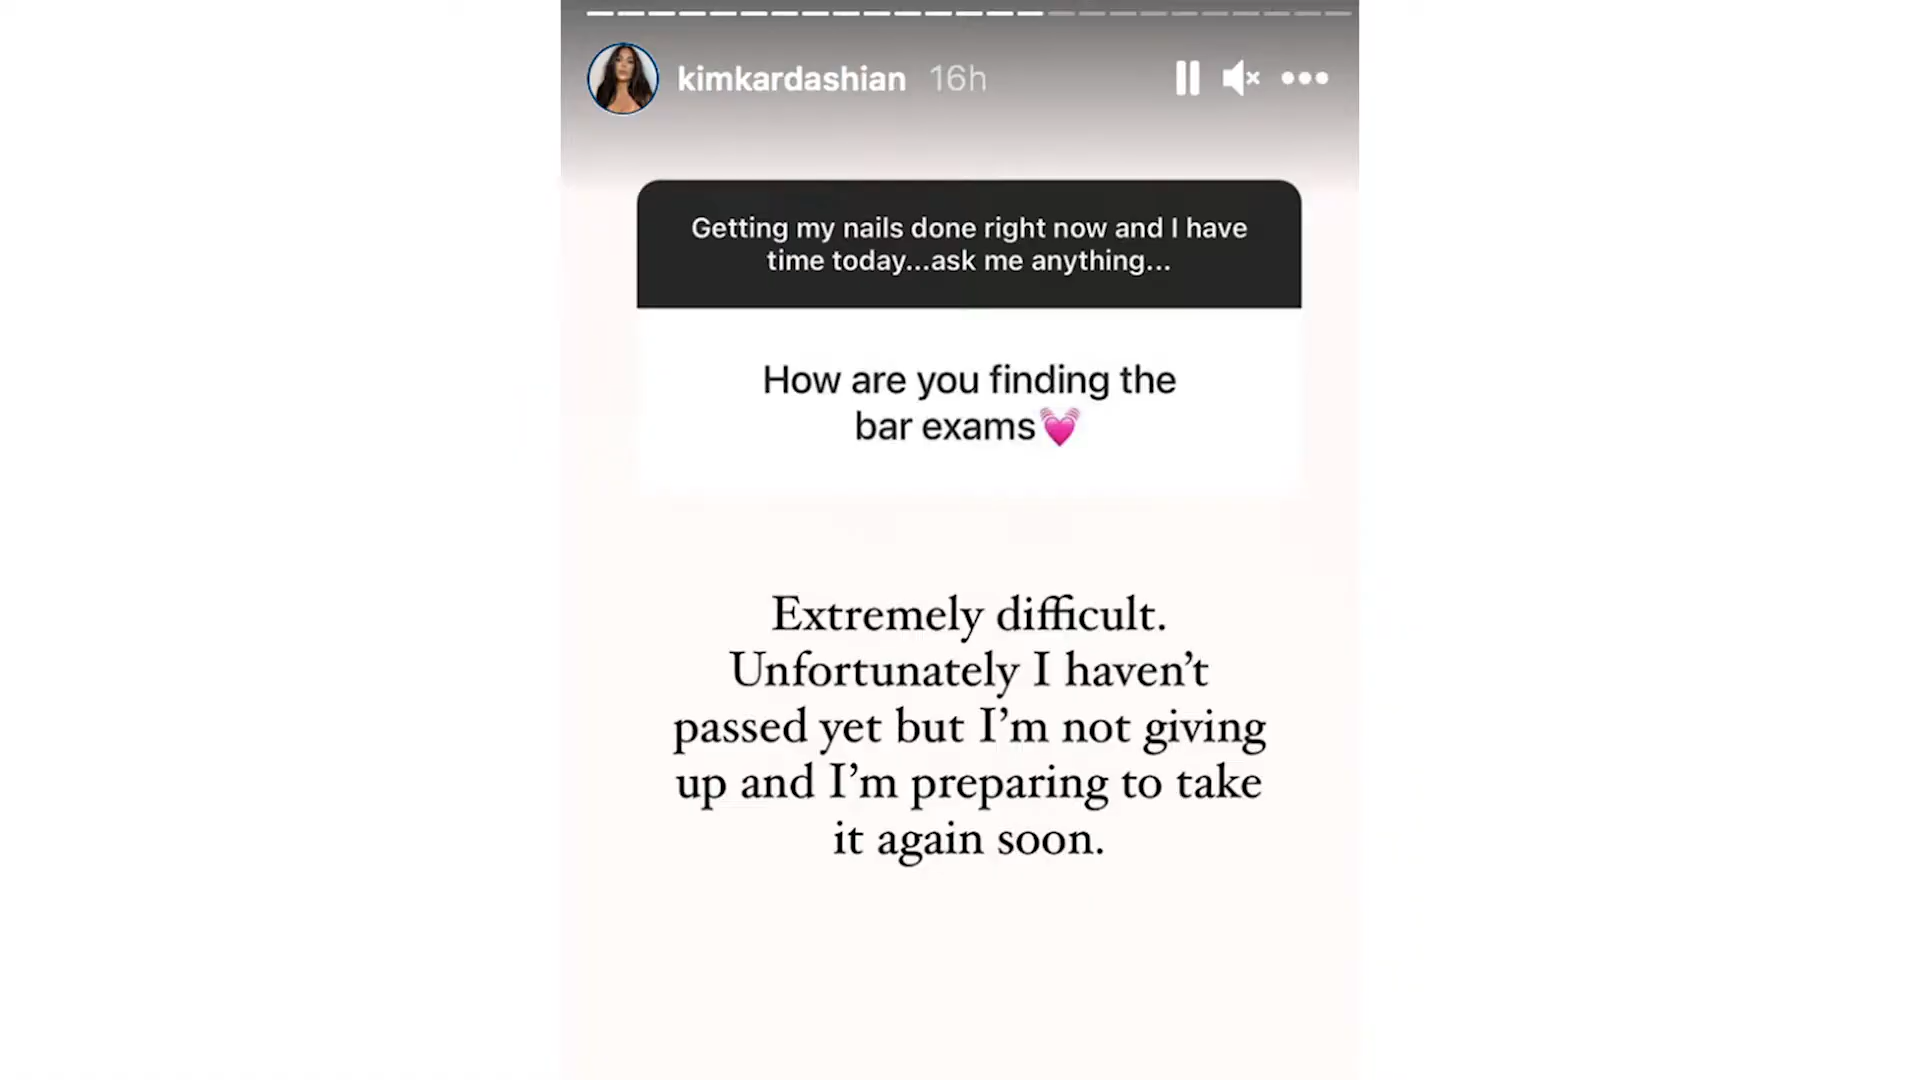 kimkardashian 16h
Getting my nails done right now and I have
time today...ask me anything...
How are you finding the
bar exams💓
Extremely difficult.
Unfortunately I haven’t
passed yet but I’m not giving
up and I’m preparing to take
it again soon.